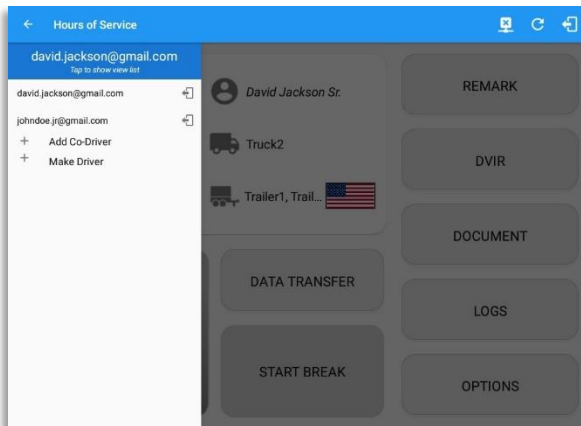 Hours of Service
david.jackson@gmail.com
Tap to show view list
david.jackson@gmail.com
johndoe.jr@gmail.com
+ Add Co-Driver
+ Make Driver
David Jackson Sr.
Truck2
Trailer1, Trail...
DATA TRANSFER
START BREAK
REMARK
DVIR
DOCUMENT
LOGS
OPTIONS